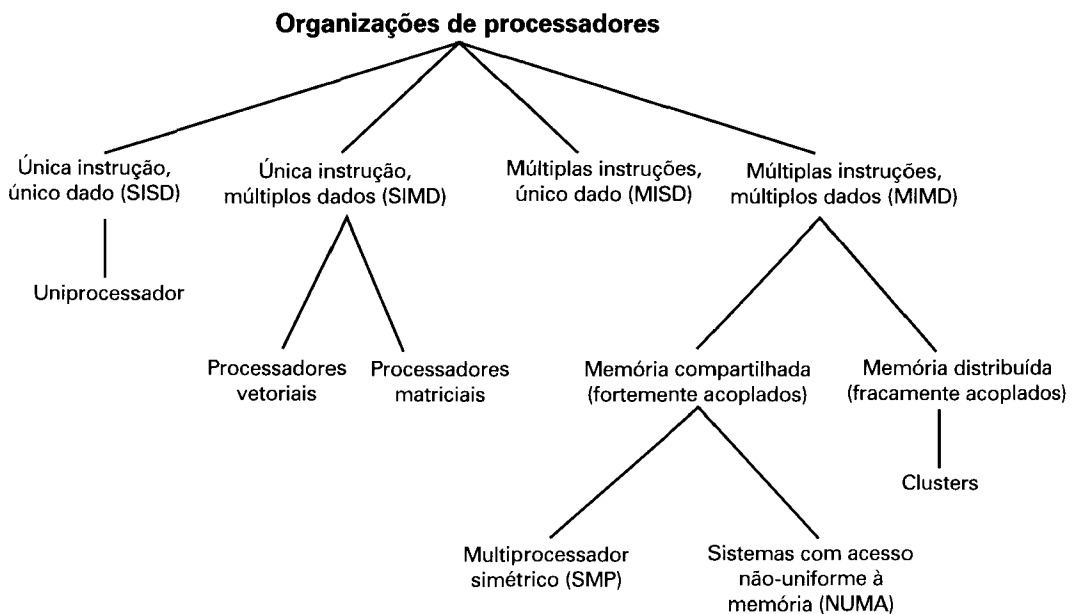 Organizações de processadores
Única instrução,
único dado (SISD)
Única instrução,
múltiplos dados (SIMD)
Múltiplas instruções,
único dado (MISD)
Múltiplas instruções,
múltiplos dados (MIMD)
Uniprocessador
Processadores
vetoriais
Processadores
matriciais
Memória compartilhada
(fortemente acoplados)
Memória distribuída
(fracamente acoplados)
Clusters
Multiprocessador
simétrico (SMP)
Sistemas com acesso
não-uniforme à
memória (NUMA)